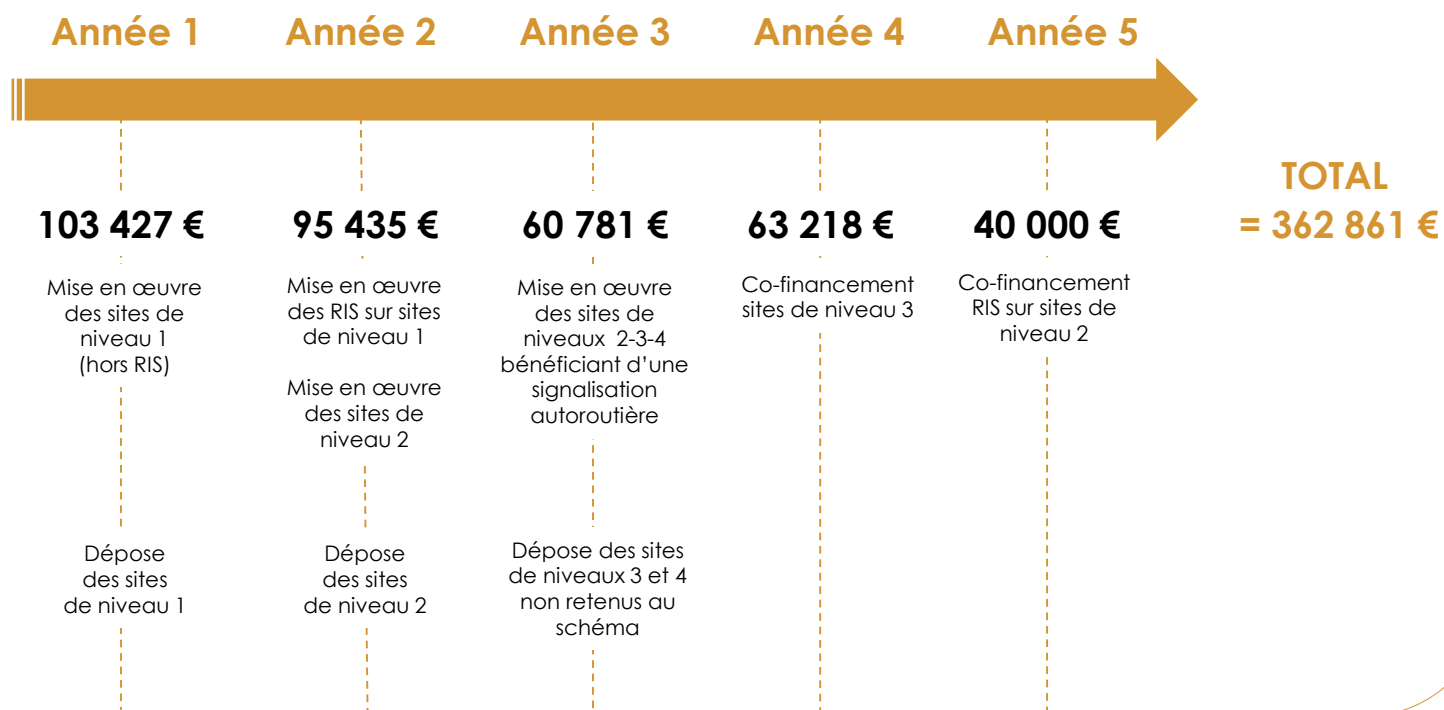 Année 1
Année 2
Année 3
Année 4
Année 5
103 427 €
Mise en œuvre
des sites de
niveau 1
(hors RIS)
Dépose
des sites
de niveau 1
95 435 €
Mise en œuvre
des RIS sur sites
de niveau 1
Mise en œuvre
des sites de
niveau 2
Dépose
des sites
de niveau 2
60 781 €
Mise en œuvre
des sites de
niveaux 2-3-4
bénéficiant d’une
signalisation
autoroutière
Dépose des sites
de niveaux 3 et 4
non retenus au
schéma
63 218 €
Co-financement
sites de niveau 3
40 000 €
Co-financement
RIS sur sites de
niveau 2
TOTAL
= 362 861 €